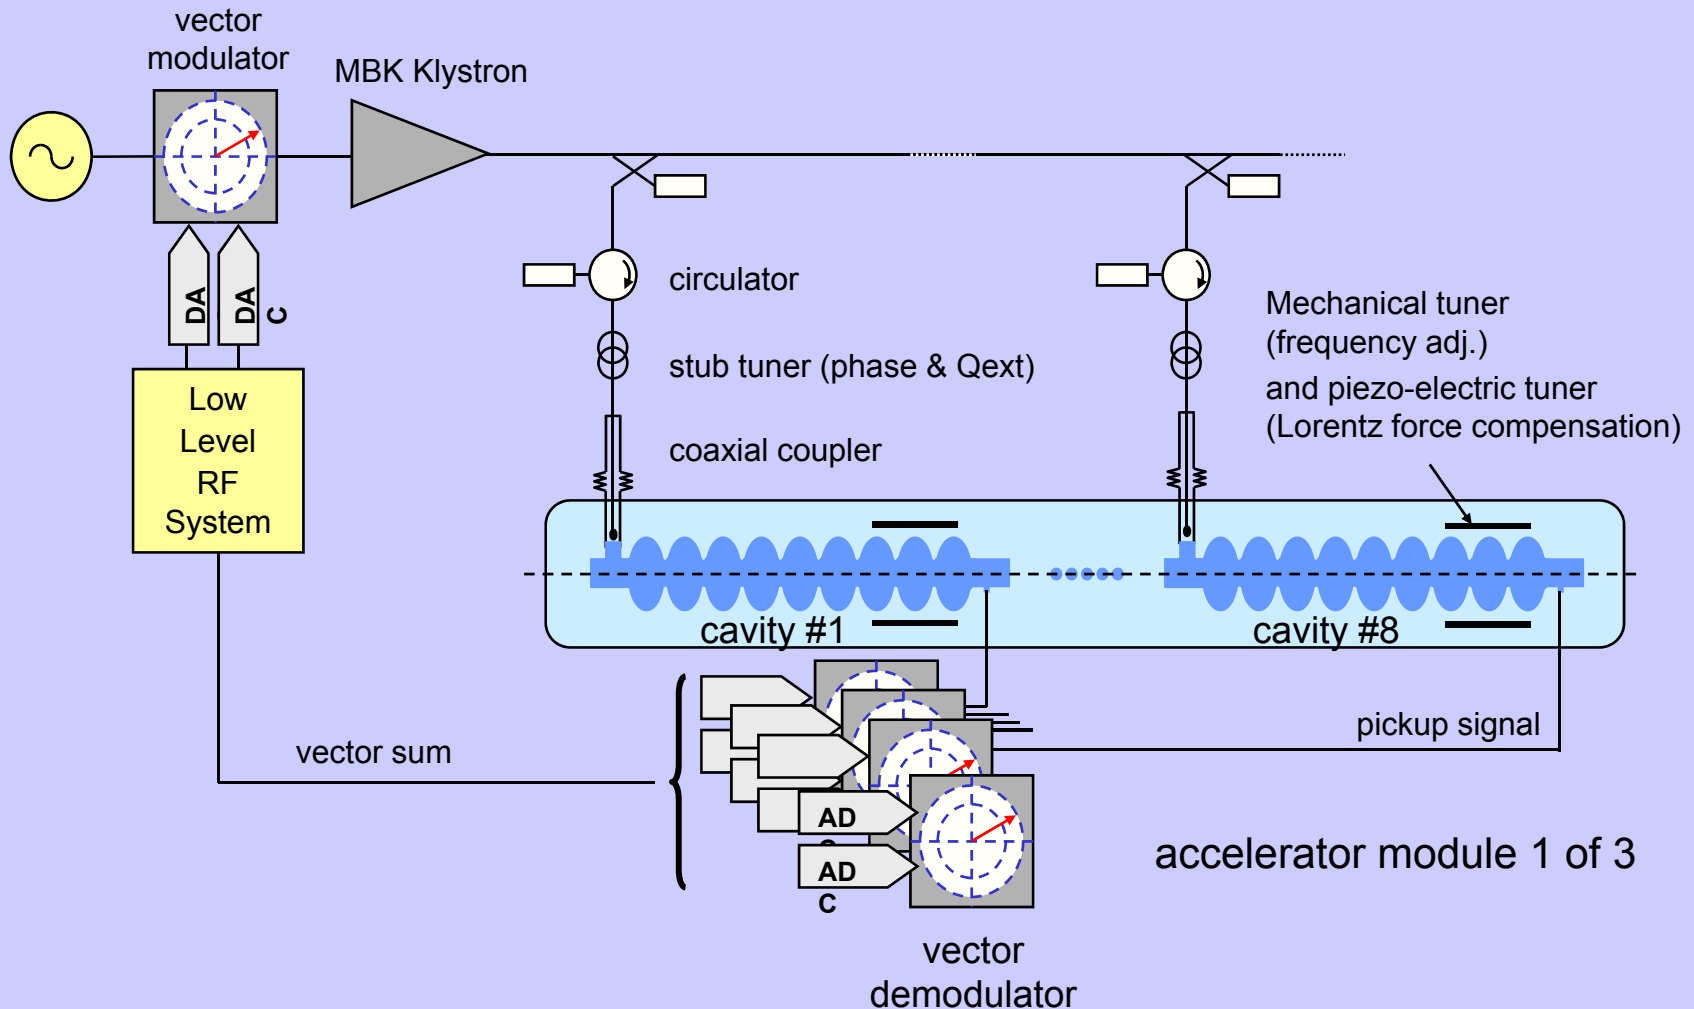 vector
modulator
MBK Klystron
circulator
stub tuner (phase & Qext)
coaxial coupler
Mechanical tuner
(frequency adj.)
and piezo-electric tuner
(Lorentz force compensation)
DA
DA
C
Low
Level
RF
System
cavity #1
cavity #8
vector sum
pickup signal
AD
AD
C
accelerator module 1 of 3
vector
demodulator